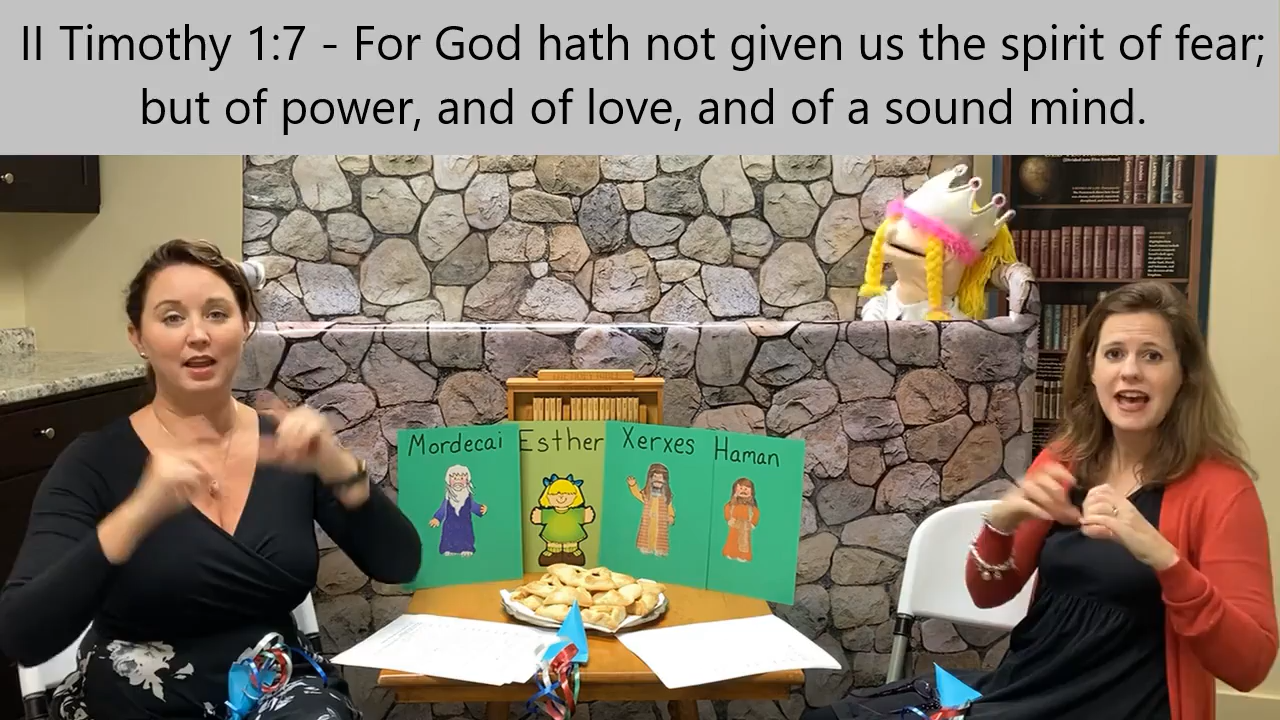 II Timothy 1:7 - For God hath not given us the spirit of fear;
but of power, and of love, and of a sound mind.
Mordecai
Esther
Xerxes
Haman